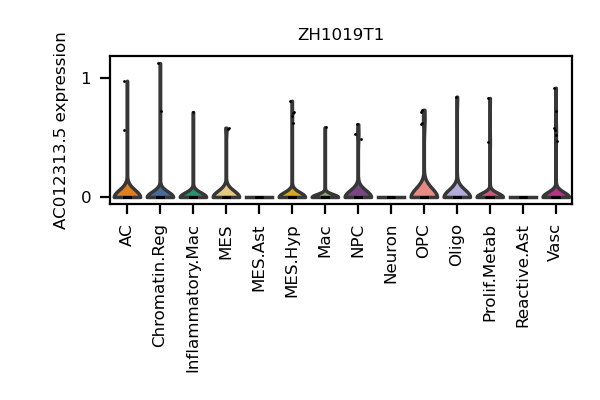 ZH1019T1
AC012313.5 expression
1
0
AC
Chromatin.Reg
Inflammatory.Mac
MES
MES.Ast
MES.Hyp
Mac
NPC
Neuron
OPC
Oligo
Prolif.Metab
Reactive.Ast
Vasc